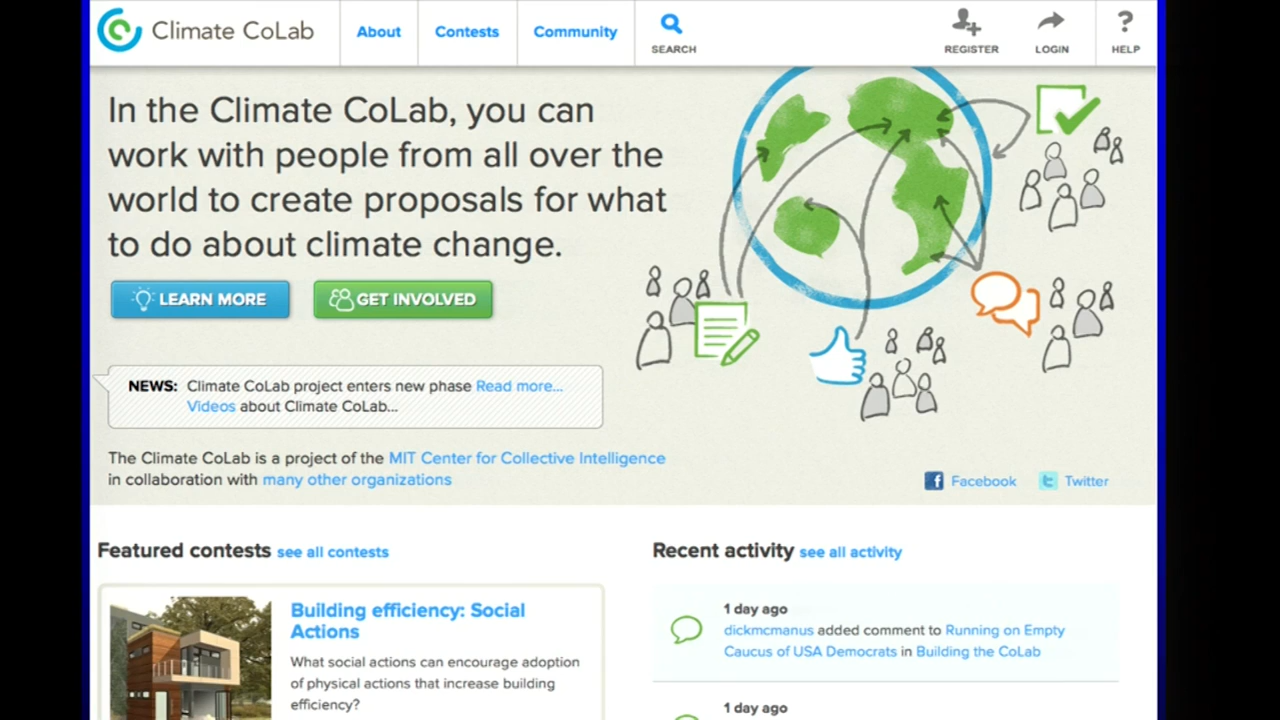 Climate CoLab
About
Contests
Community
SEARCH
REGISTER
LOGIN
?
HELP
In the Climate CoLab, you can
work with people from all over the
world to create proposals for what
to do about climate change.
LEARN MORE
GET INVOLVED
NEWS: Climate CoLab project enters new phase Read more...
Videos about Climate CoLab...
The Climate CoLab is a project of the MIT Center for Collective Intelligence
in collaboration with many other organizations
f Facebook
t Twitter
Featured contests see all contests
Building efficiency: Social
Actions
What social actions can encourage adoption
of physical actions that increase building
efficiency?
Recent activity see all activity
1 day ago
dickmcmanus added comment to Running on Empty
Caucus of USA Democrats in Building the CoLab
1 day ago